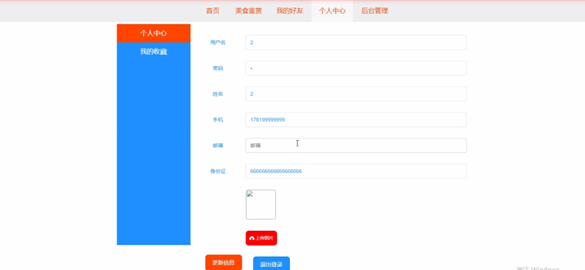 首页 美食鉴赏 我的好友 个人中心 后台管理
个人中心
我的收藏
用户名 2
密码
姓名 2
手机 178199999999
邮箱 邮箱
身份证
上传图片
更新信息 退出登录
激活 Windows